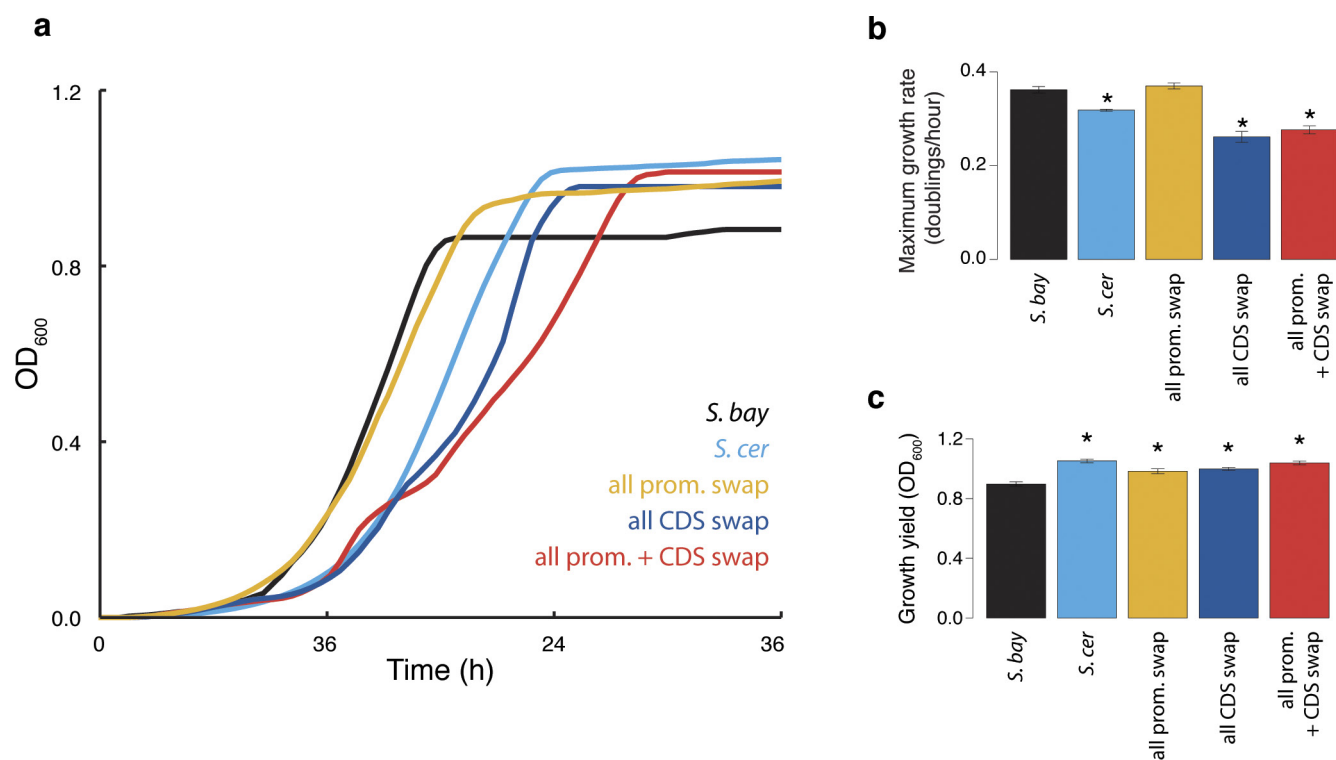 a
1.2
0.8
0.4
0.0
OD600
0
36
24
36
Time (h)
S. bay
S. cer
all prom. swap
all CDS swap
all prom. + CDS swap
b
Maximum growth rate
(doublings/hour)
0.4
0.2
0.0
*
*
*
S. bay
S. cer
all prom. swap
all CDS swap
all prom.
+ CDS swap
c
Growth yield (OD600)
1.2
0.8
0.4
0.0
*
*
*
*
S. bay
S. cer
all prom. swap
all CDS swap
all prom.
+ CDS swap